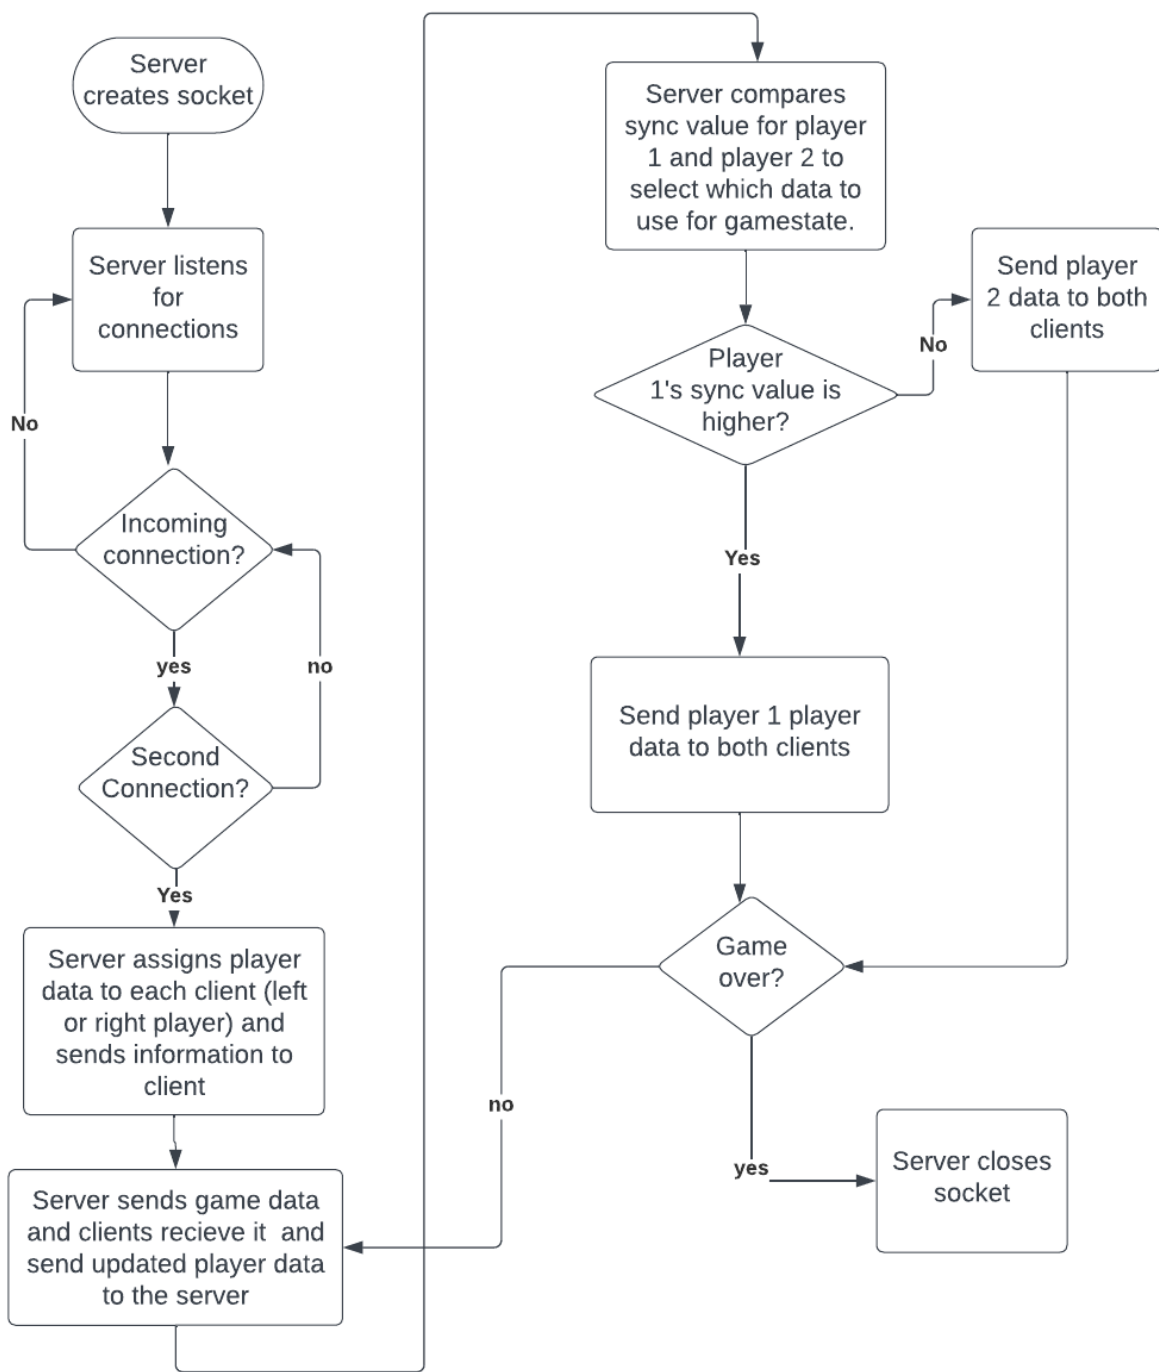 Server
creates socket
Server listens
for
connections
No
Incoming
connection?
yes
no
Second
Connection?
Yes
Server assigns player
data to each client (left
or right player) and
sends information to
client
Server sends game data
and clients recieve it  and
send updated player data
to the server
Server compares
sync value for player
1 and player 2 to
select which data to
use for gamestate.
Player
1's sync value is
higher?
No
Send player
2 data to both
clients
Yes
Send player 1 player
data to both clients
Game
over?
no
yes
Server closes
socket